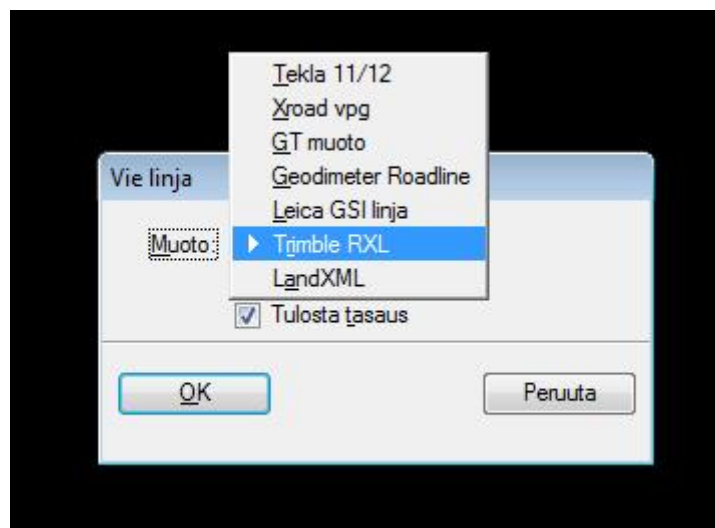 Tekla 11/12
Xroad vpg
GT muoto
Vie linja
Geodimeter Roadline
Leica GSI linja
Muoto:
Trimble RXL
LandXML
Tulosta tasaus
OK
Peruuta